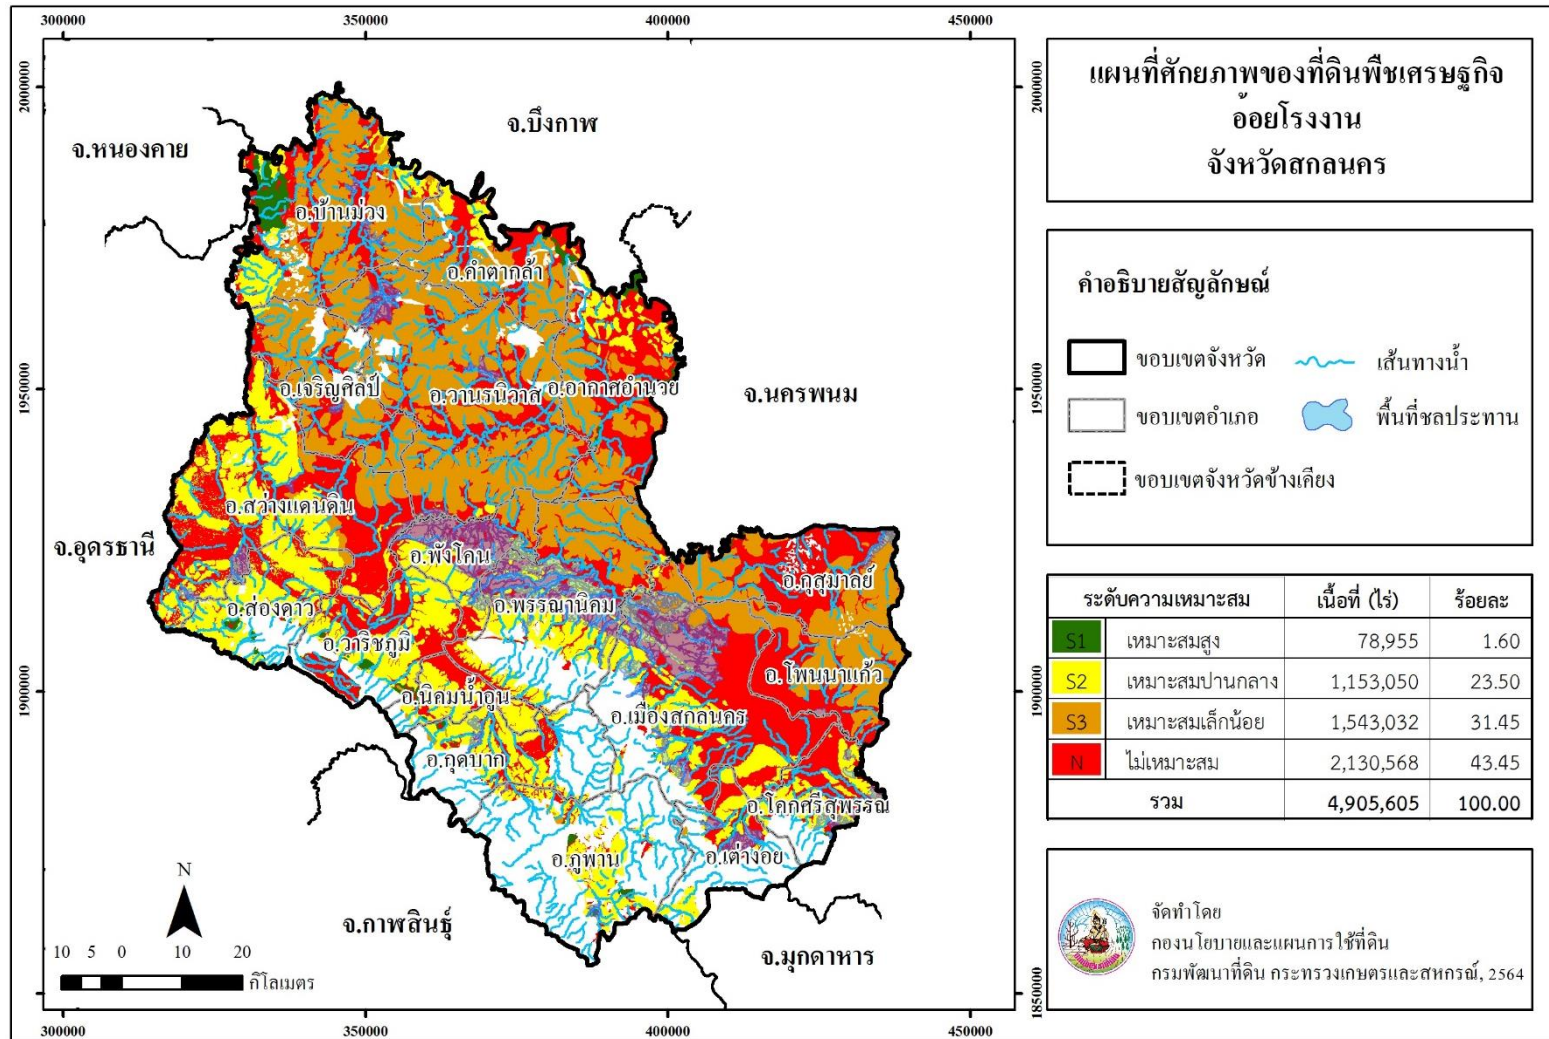 300000 350000 400000 450000
2000000
1950000
1900000
จ.หนองคาย
จ.บึงกาฬ
จ.นครพนม
จ.อุดรธานี
จ.กาฬสินธุ์
จ.มุกดาหาร
อ.บ้านม่วง
อ.คำตากล้า
อ.เจริญศิลป์
อ.วานรนิวาส
อ.อากาศอำนวย
อ.สว่างแดนดิน
อ.พังโคน
อ.กุสุมาลย์
อ.ส่องดาว
อ.พรรณานิคม
อ.วาริชภูมิ
อ.โพนนาแก้ว
อ.นิคมน้ำอูน
อ.เมืองสกลนคร
อ.กุดบาก
อ.โคกศรีสุพรรณ
อ.ภูพาน
อ.เต่างอย
N
10 5 0 10 20
กิโลเมตร
300000 350000 400000 450000
2000000
1950000
1900000
1850000
แผนที่ศักยภาพของที่ดินพืชเศรษฐกิจ
อ้อยโรงงาน
จังหวัดสกลนคร
คำอธิบายสัญลักษณ์
ขอบเขตจังหวัด เส้นทางน้ำ
ขอบเขตอำเภอ พื้นที่ชลประทาน
ขอบเขตจังหวัดข้างเคียง
ระดับความเหมาะสม เนื้อที่ (ไร่) ร้อยละ
S1 เหมาะสมสูง 78,955 1.60
S2 เหมาะสมปานกลาง 1,153,050 23.50
S3 เหมาะสมเล็กน้อย 1,543,032 31.45
N ไม่เหมาะสม 2,130,568 43.45
รวม 4,905,605 100.00
จัดทำโดย
กองนโยบายและแผนการใช้ที่ดิน
กรมพัฒนาที่ดิน กระทรวงเกษตรและสหกรณ์, 2564